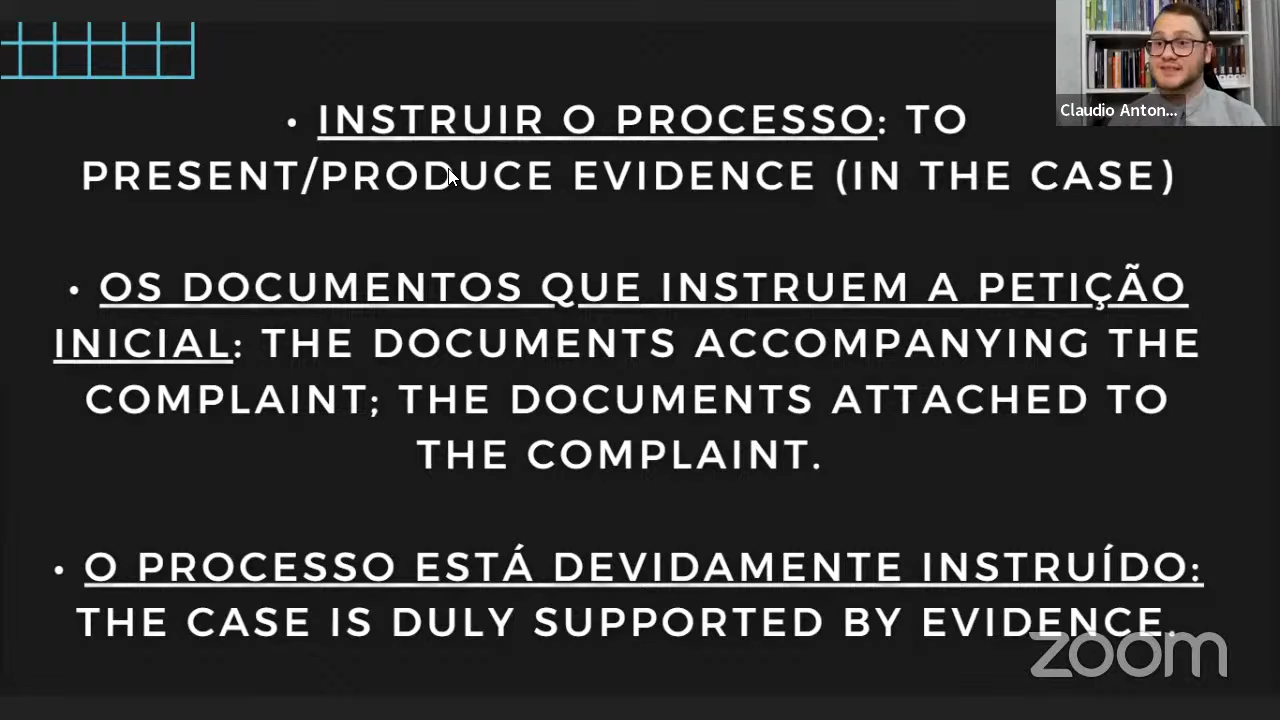 Claudio Anton...
• INSTRUIR O PROCESSO: TO
PRESENT/PRODUCE EVIDENCE (IN THE CASE)
• OS DOCUMENTOS QUE INSTRUEM A PETIÇÃO
INICIAL: THE DOCUMENTS ACCOMPANYING THE
COMPLAINT; THE DOCUMENTS ATTACHED TO
THE COMPLAINT.
• O PROCESSO ESTÁ DEVIDAMENTE INSTRUÍDO:
THE CASE IS DULY SUPPORTED BY EVIDENCE.
zoom